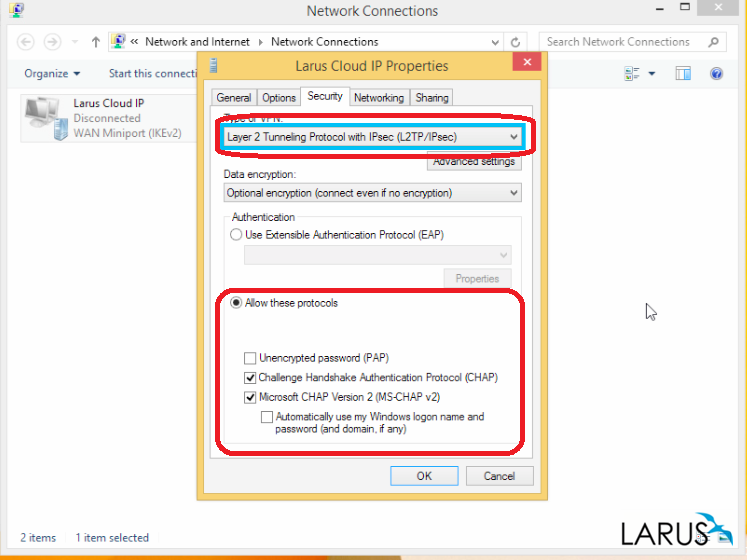 Network Connections
« Network and Internet Network Connections
Search Network Connections
Organize
Start this connecti
Larus Cloud IP
Disconnected
WAN Miniport (IKEv2)
Larus Cloud IP Properties
General Options Security Networking Sharing
Type of VPN:
Layer 2 Tunneling Protocol with IPsec (L2TP/IPsec)
Advanced settings
Data encryption:
Optional encryption (connect even if no encryption)
Authentication
Use Extensible Authentication Protocol (EAP)
Properties
Allow these protocols
Unencrypted password (PAP)
Challenge Handshake Authentication Protocol (CHAP)
Microsoft CHAP Version 2 (MS-CHAP v2)
Automatically use my Windows logon name and
password (and domain, if any)
OK Cancel
2 items 1 item selected
LARUS